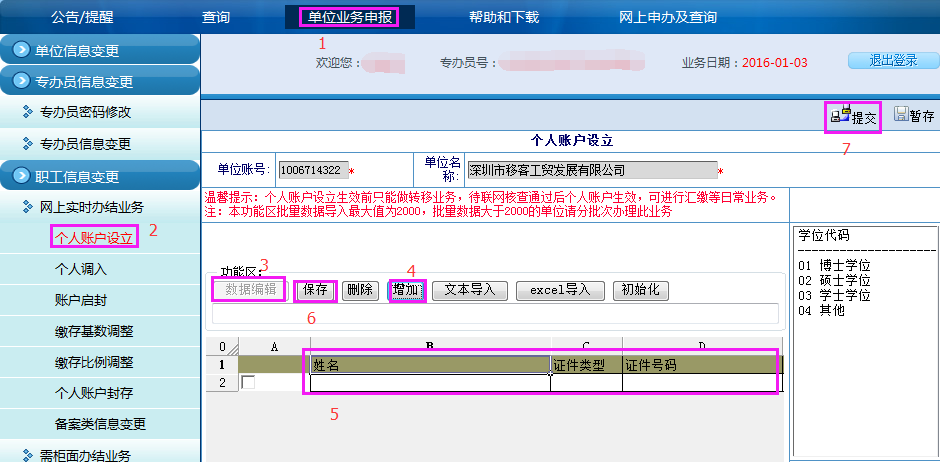 公告/提醒 查询 单位业务申报 帮助和下载 网上申办及查询
1
单位信息变更
专办员信息变更
专办员密码修改
专办员信息变更
职工信息变更
网上实时办结业务
个人账户设立 2
个人调入
账户启封
缴存基数调整
缴存比例调整
个人账户封存
备案类信息变更
需柜面办结业务
欢迎您: 专办员号: 业务日期: 2016-01-03 退出登录
提交 暂存
7
个人账户设立
单位账号: 1006714322 * 单位名称: 深圳市移客工贸发展有限公司 *
温馨提示: 个人账户设立生效前只能做转移业务, 待联网核查通过后个人账户生效, 可进行汇缴等日常业务。
注: 本功能区批量数据导入最大值为2000, 批量数据大于2000的单位请分批次办理此业务
功能区: 3 4
数据编辑 保存 删除 增加 文本导入 excel导入 初始化
6
0 A B C D
1 姓名 证件类型 证件号码
2
5
学位代码
--------------------
01 博士学位
02 硕士学位
03 学士学位
04 其他